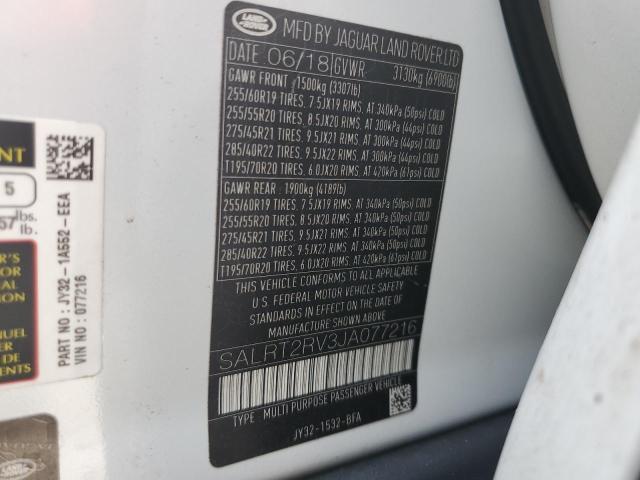 LAND ROVER
MFD BY JAGUAR LAND ROVER LTD
DATE 06/18 GVWR 3130kg (6900lb)
GAWR FRONT 1500kg (3307lb)
255/60R19 TIRES, 7.5JX19 RIMS, AT 340kPa (50psi) COLD
255/55R20 TIRES, 8.5JX20 RIMS, AT 300kPa (44psi) COLD
275/45R21 TIRES, 9.5JX21 RIMS, AT 300kPa (44psi) COLD
285/40R22 TIRES, 9.5JX22 RIMS, AT 300kPa (44psi) COLD
T195/70R20 TIRES, 6.0JX20 RIMS, AT 420kPa (61psi) COLD
GAWR REAR 1900kg (4189lb)
255/60R19 TIRES, 7.5JX19 RIMS, AT 340kPa (50psi) COLD
255/55R20 TIRES, 8.5JX20 RIMS, AT 340kPa (50psi) COLD
275/45R21 TIRES, 9.5JX21 RIMS, AT 340kPa (50psi) COLD
285/40R22 TIRES, 9.5JX22 RIMS, AT 340kPa (50psi) COLD
T195/70R20 TIRES, 6.0JX20 RIMS, AT 420kPa (61psi) COLD
THIS VEHICLE CONFORMS TO ALL APPLICABLE
U.S. FEDERAL MOTOR VEHICLE SAFETY
STANDARDS IN EFFECT ON THE DATE OF
MANUFACTURE SHOWN ABOVE.
SALRT2RV3JA077216
TYPE MULTI PURPOSE PASSENGER VEHICLE
JY32-1532-BFA
5
lbs.
lb.
PART NO : JY32-1A552-EEA
VIN NO : 077216
LAND ROVER